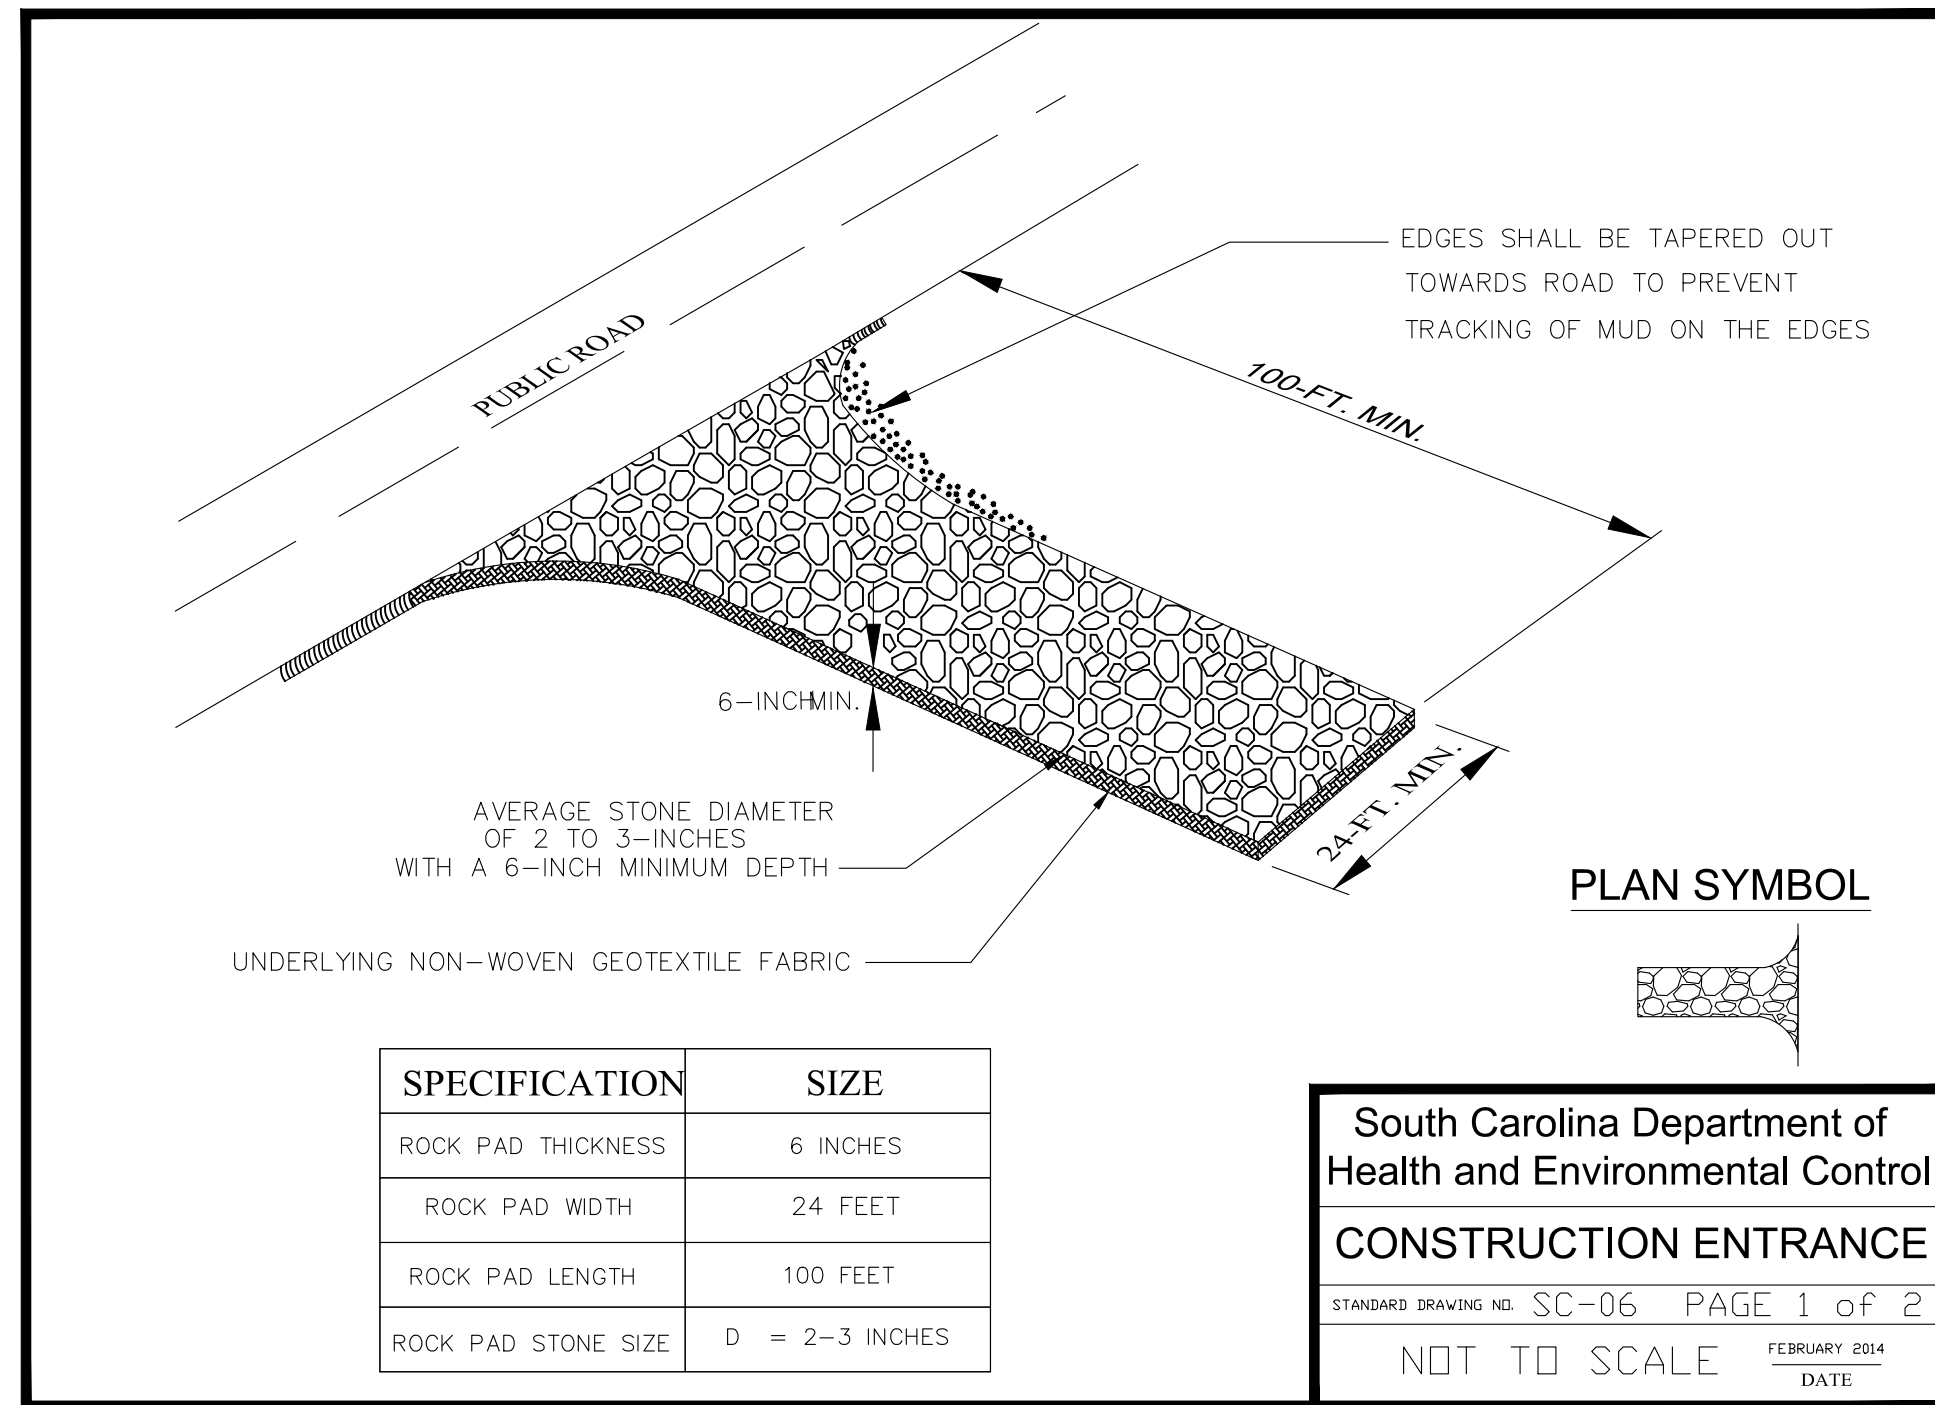 PUBLIC ROAD
EDGES SHALL BE TAPERED OUT
TOWARDS ROAD TO PREVENT
TRACKING OF MUD ON THE EDGES
100-FT. MIN.
6-INCH MIN.
24-FT. MIN.
AVERAGE STONE DIAMETER
OF 2 TO 3-INCHES
WITH A 6-INCH MINIMUM DEPTH
UNDERLYING NON-WOVEN GEOTEXTILE FABRIC
PLAN SYMBOL
SPECIFICATION SIZE
ROCK PAD THICKNESS 6 INCHES
ROCK PAD WIDTH 24 FEET
ROCK PAD LENGTH 100 FEET
ROCK PAD STONE SIZE D = 2-3 INCHES
South Carolina Department of
Health and Environmental Control
CONSTRUCTION ENTRANCE
STANDARD DRAWING NO. SC-06 PAGE 1 of 2
NOT TO SCALE FEBRUARY 2014
DATE